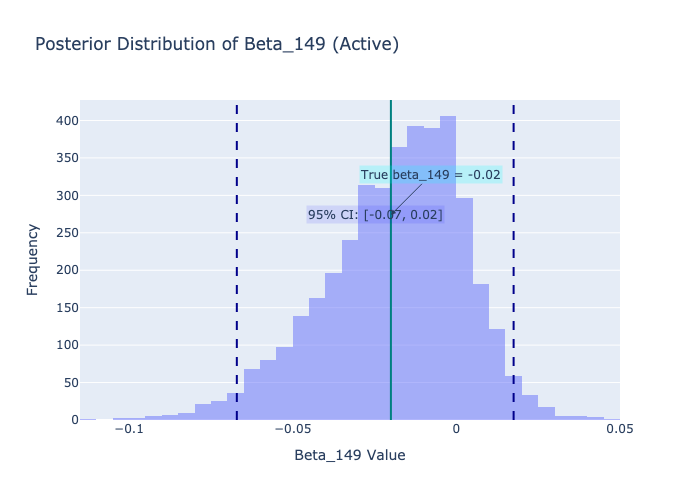 Posterior Distribution of Beta_149 (Active)
400
350
300
250
200
150
100
50
0
Frequency
True beta_149 = -0.02
95% CI: [-0.07, 0.02]
−0.1
−0.05
0
0.05
Beta_149 Value